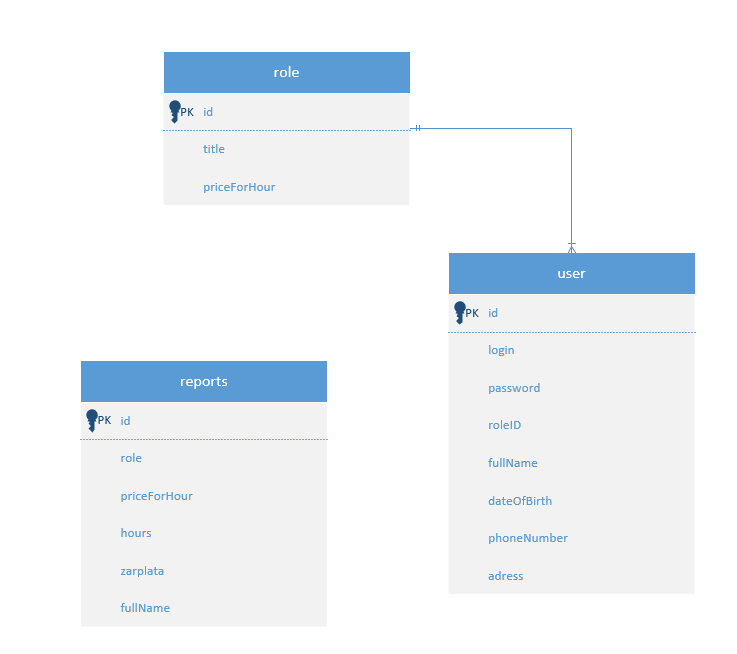 role
PK id
title
priceForHour
user
PK id
login
password
roleID
fullName
dateOfBirth
phoneNumber
adress
reports
PK id
role
priceForHour
hours
zarplata
fullName